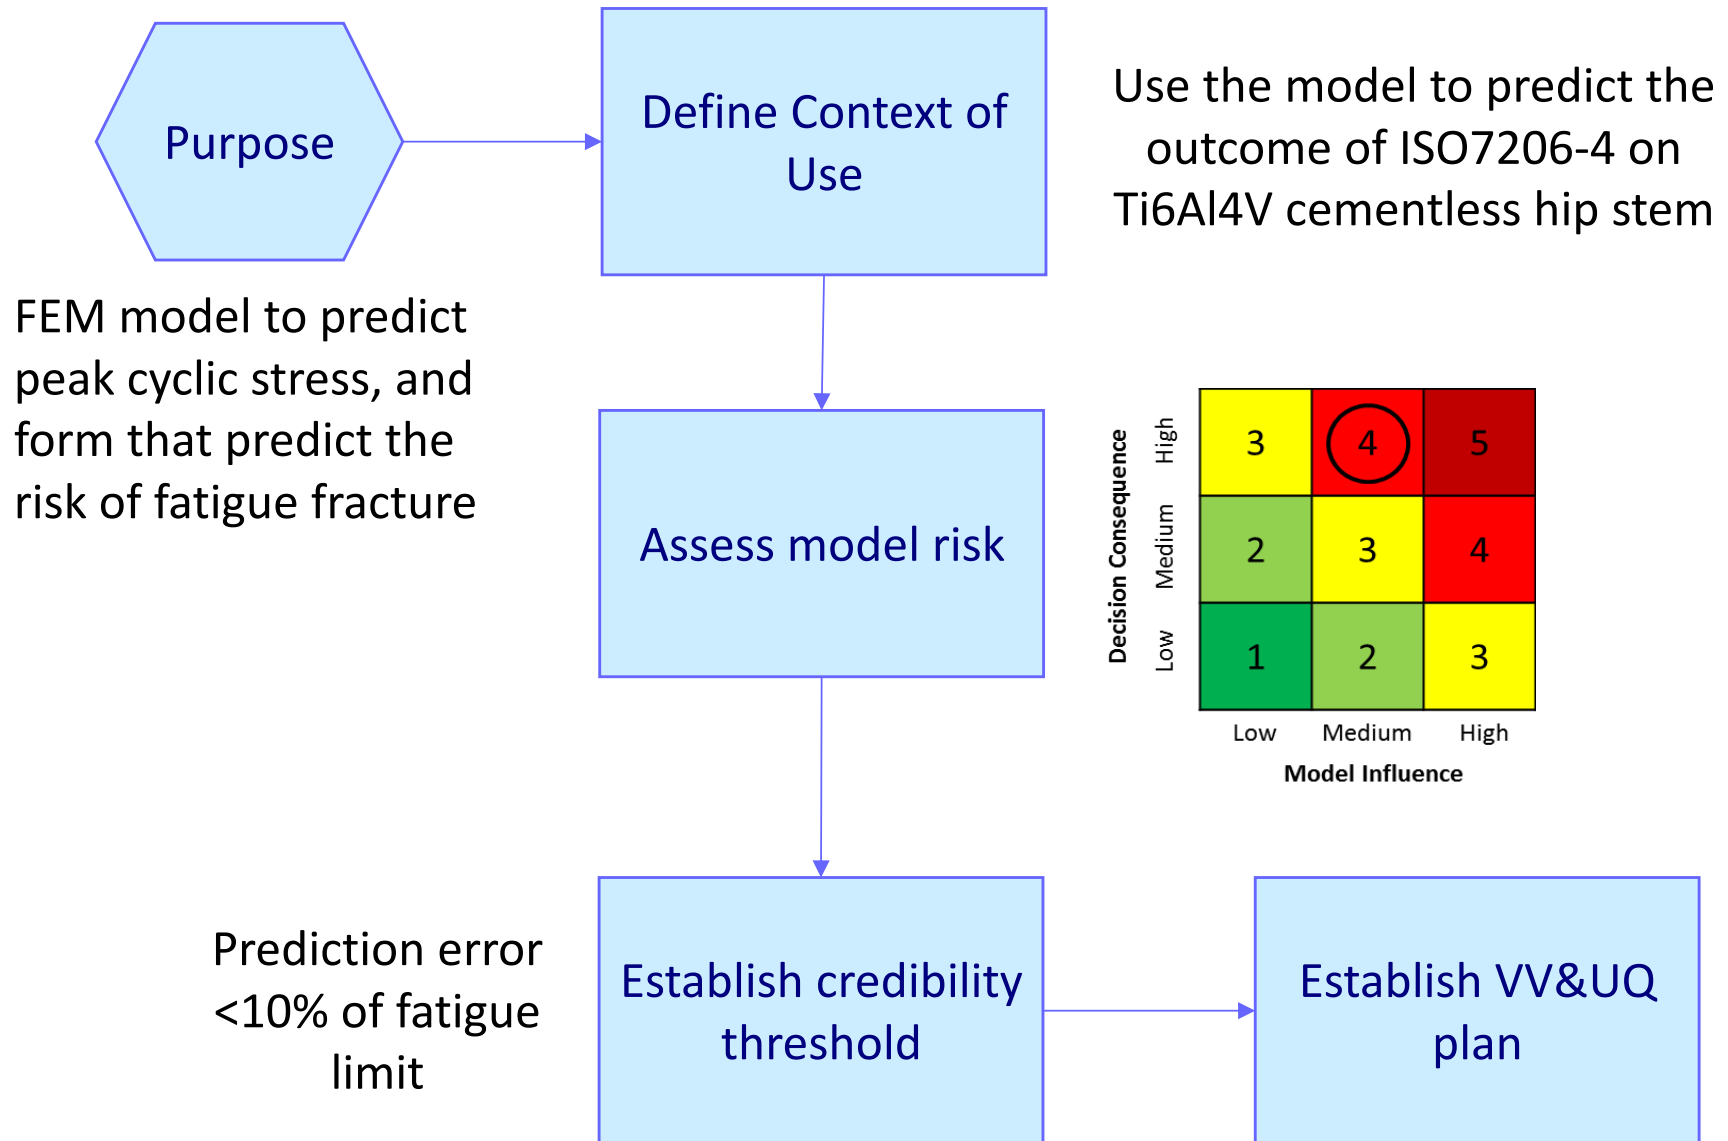 Purpose
Define Context of
Use
Use the model to predict the
outcome of ISO7206-4 on
Ti6Al4V cementless hip stem
FEM model to predict
peak cyclic stress, and
form that predict the
risk of fatigue fracture
Assess model risk
Decision Consequence
High
3
4
5
Medium
2
3
4
Low
1
2
3
Low
Medium
High
Model Influence
Prediction error
<10% of fatigue
limit
Establish credibility
threshold
Establish VV&UQ
plan